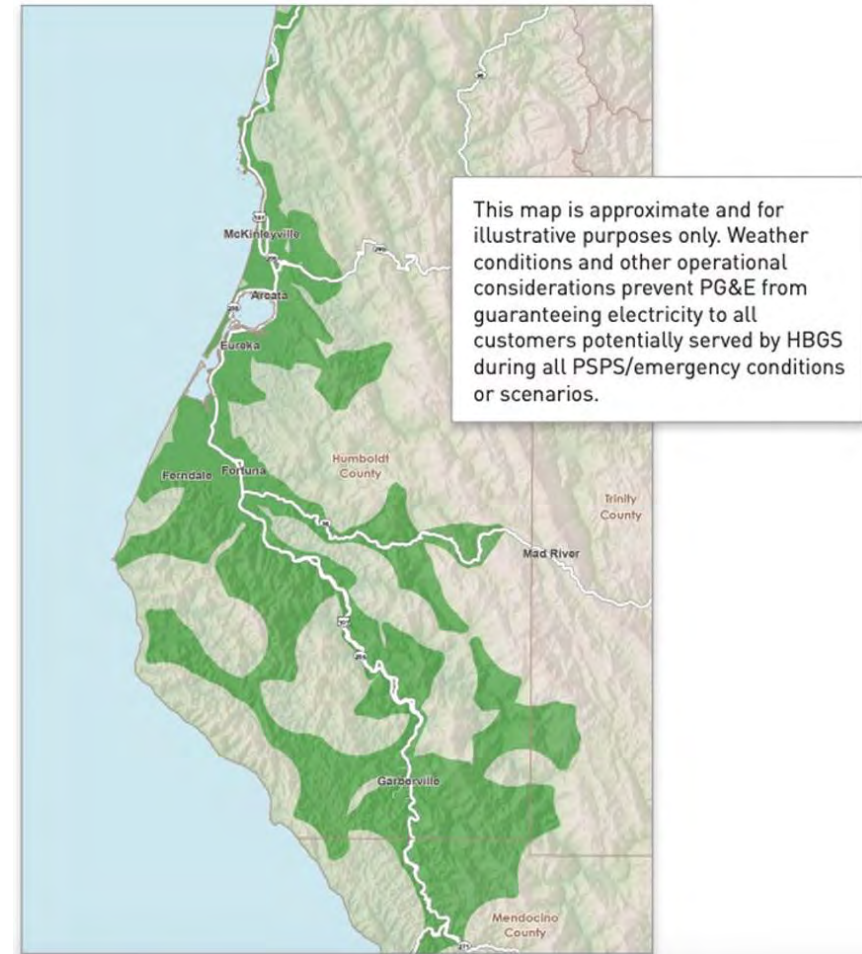 This map is approximate and for
illustrative purposes only. Weather
conditions and other operational
considerations prevent PG&E from
guaranteeing electricity to all
customers potentially served by HBGS
during all PSPS/emergency conditions
or scenarios.
McKinleyville
Arcata
Eureka
Ferndale
Fortuna
Humboldt
County
Trinity
County
Mad River
Garberville
Mendocino
County
101
271